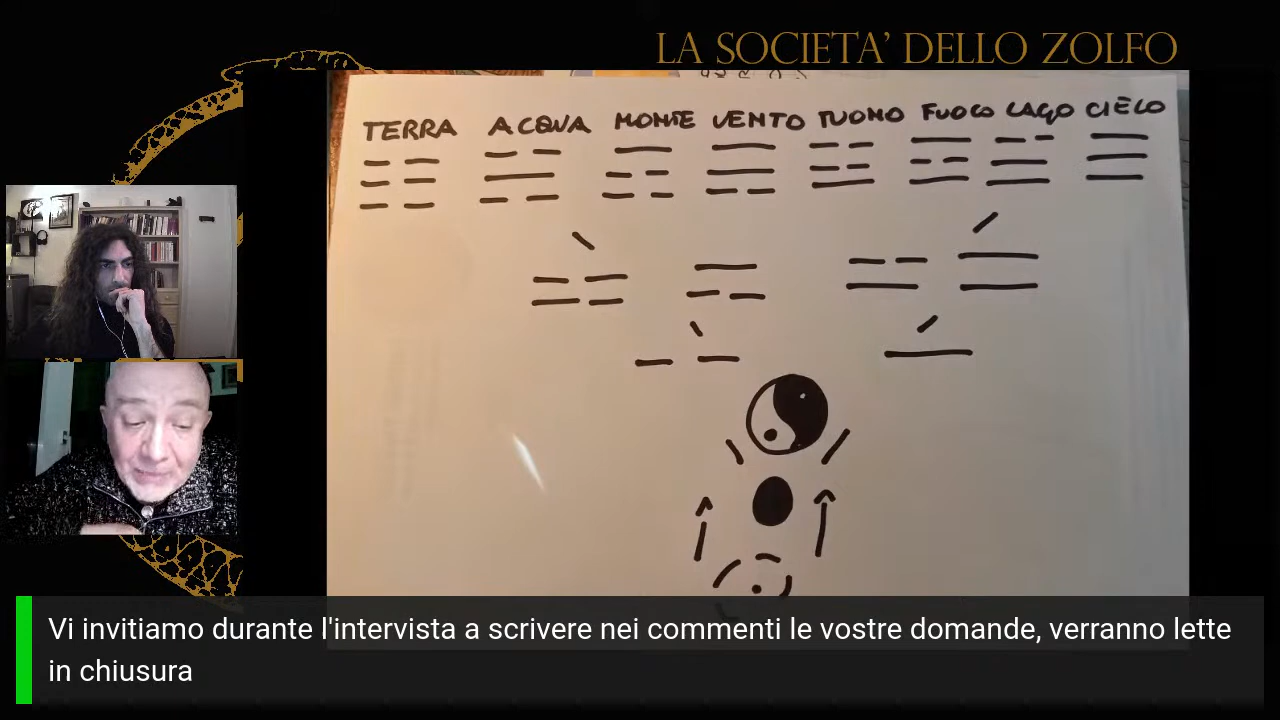 LA SOCIETA' DELLO ZOLFO
TERRA ACQUA MONTE VENTO TUONO FUOCO LAGO CIELO
Vi invitiamo durante l'intervista a scrivere nei commenti le vostre domande, verranno lette
in chiusura